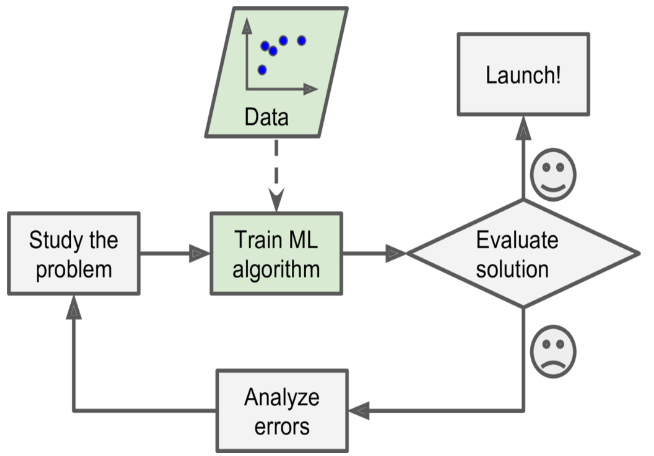 Data
Launch!
Study the
problem
Train ML
algorithm
Evaluate
solution
Analyze
errors